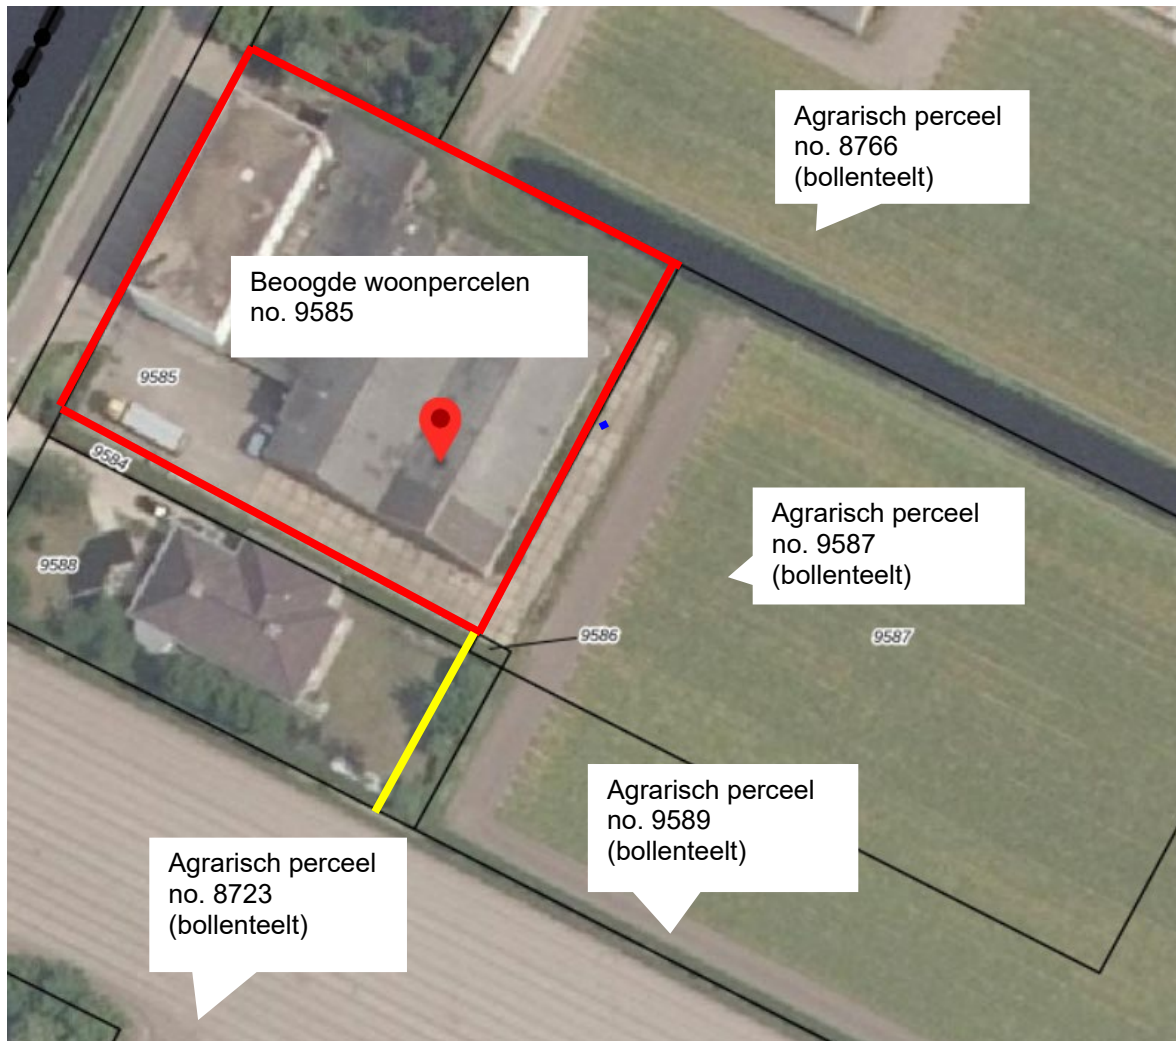 Agrarisch perceel
no. 8766
(bollenteelt)
Beoogde woonpercelen
no. 9585
9585
9584
Agrarisch perceel
no. 9587
(bollenteelt)
9588
9586
9587
Agrarisch perceel
no. 9589
(bollenteelt)
Agrarisch perceel
no. 8723
(bollenteelt)